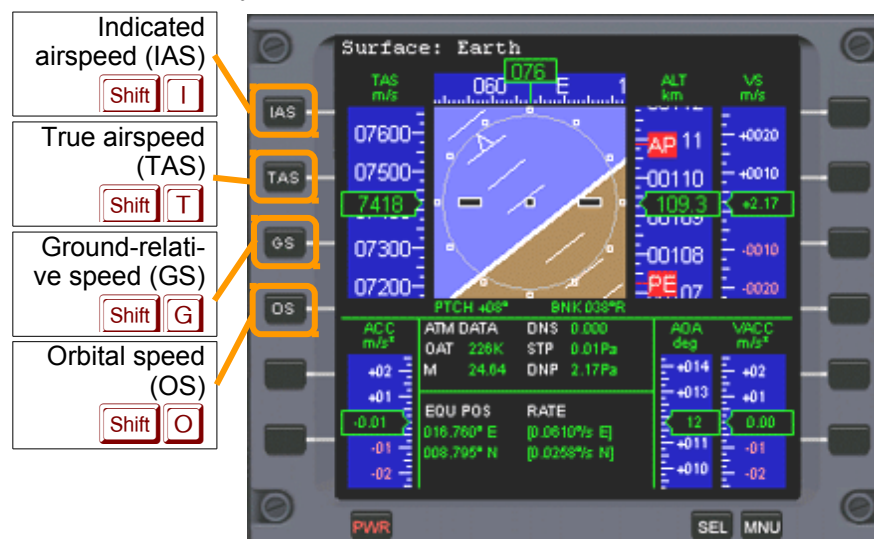 Indicated
airspeed (IAS)
Shift I
True airspeed
(TAS)
Shift T
Ground-relati-
ve speed (GS)
Shift G
Orbital speed
(OS)
Shift O
IAS
TAS
GS
OS
Surface: Earth
TAS
m/s
060 076 E 1
ALT
km
VS
m/s
07600
07500
7418
07300
07200
AP 11
00110
109.3
00109
00108
PE 07
+0020
+0010
+2.17
-0010
-0020
PTCH +08° BNK 038°R
ACC
m/s²
+02
+01
-0.01
-01
-02
ATM DATA DNS 0.000
OAT 226K STP 0.01Pa
M 24.64 DNP 2.17Pa
EQU POS RATE
016.760° E [0.0610°/s E]
008.795° N [0.0258°/s N]
AOA
deg
+014
+013
12
+011
+010
VACC
m/s²
+02
+01
0.00
-01
-02
PWR SEL MNU